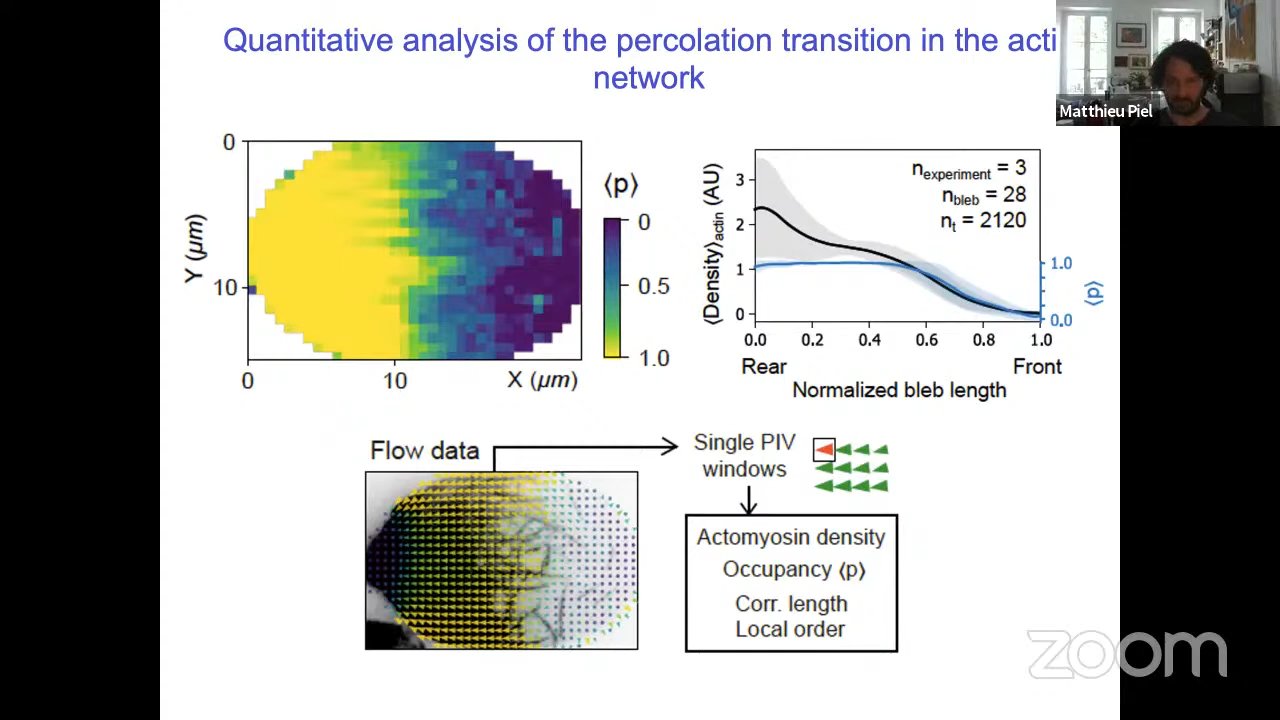 Quantitative analysis of the percolation transition in the acti
network
Matthieu Piel
0
10
Y (μm)
0
10
X (μm)
⟨p⟩
0
0.5
1.0
⟨Density⟩actin (AU)
3
2
1
0
nexperiment = 3
nbleb = 28
nt = 2120
1.0
0.0
⟨p⟩
0.0 0.2 0.4 0.6 0.8 1.0
Rear Front
Normalized bleb length
Flow data
Single PIV
windows
Actomyosin density
Occupancy ⟨p⟩
Corr. length
Local order
zoom